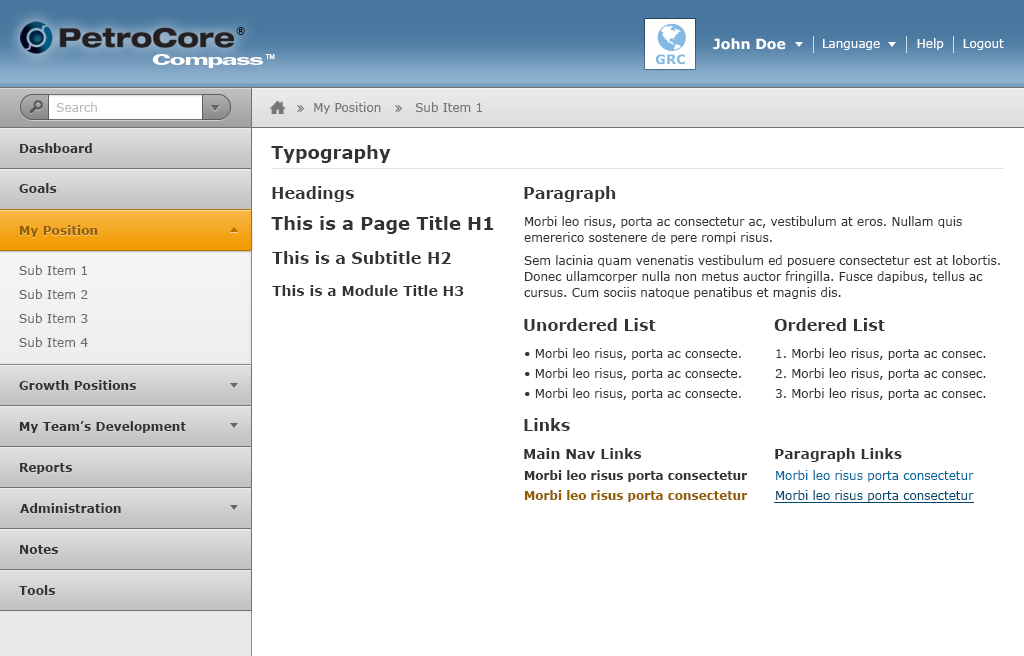 PetroCore®
Compass™
GRC
John Doe
Language
Help
Logout
Search
» My Position » Sub Item 1
Dashboard
Goals
My Position
Sub Item 1
Sub Item 2
Sub Item 3
Sub Item 4
Growth Positions
My Team’s Development
Reports
Administration
Notes
Tools
Typography
Headings
This is a Page Title H1
This is a Subtitle H2
This is a Module Title H3
Paragraph
Morbi leo risus, porta ac consectetur ac, vestibulum at eros. Nullam quis
emererico sostenere de pere rompi risus.
Sem lacinia quam venenatis vestibulum ed posuere consectetur est at lobortis.
Donec ullamcorper nulla non metus auctor fringilla. Fusce dapibus, tellus ac
cursus. Cum sociis natoque penatibus et magnis dis.
Unordered List
• Morbi leo risus, porta ac consecte.
• Morbi leo risus, porta ac consecte.
• Morbi leo risus, porta ac consecte.
Ordered List
1. Morbi leo risus, porta ac consec.
2. Morbi leo risus, porta ac consec.
3. Morbi leo risus, porta ac consec.
Links
Main Nav Links
Morbi leo risus porta consectetur
Morbi leo risus porta consectetur
Paragraph Links
Morbi leo risus porta consectetur
Morbi leo risus porta consectetur